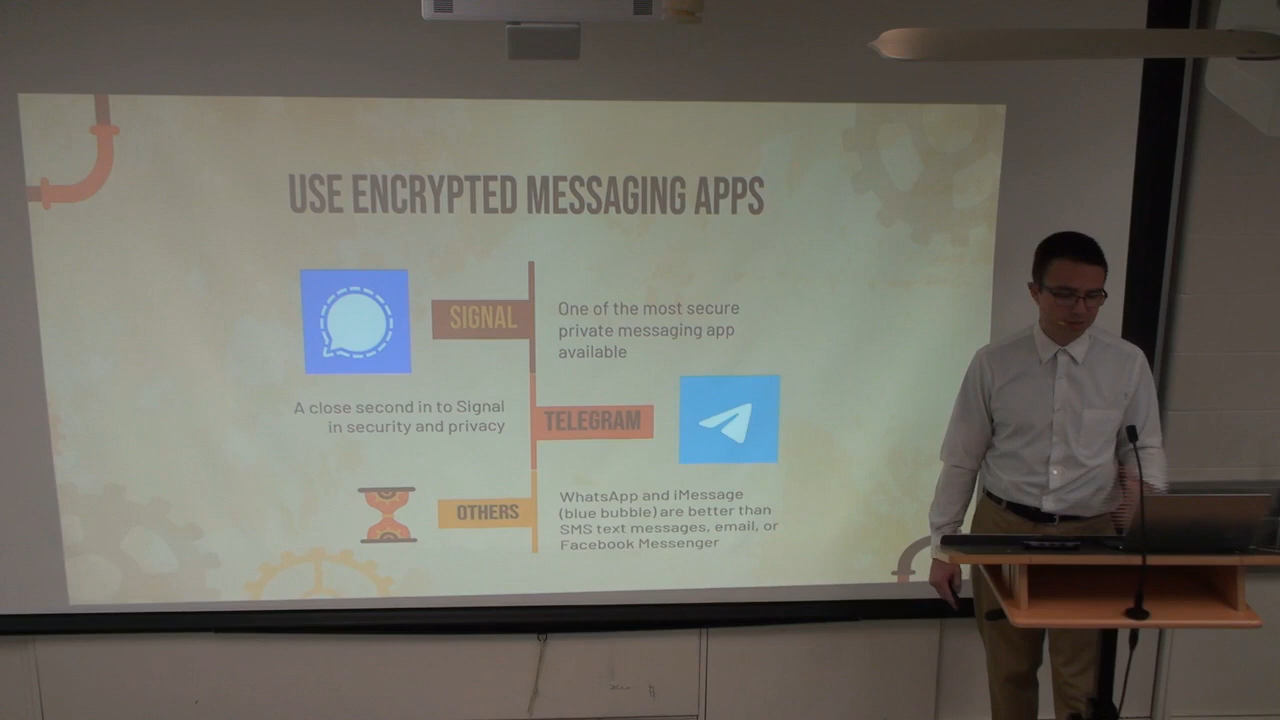 USE ENCRYPTED MESSAGING APPS
SIGNAL
One of the most secure
private messaging app
available
A close second in to Signal
in security and privacy
TELEGRAM
OTHERS
WhatsApp and iMessage
(blue bubble) are better than
SMS text messages, email, or
Facebook Messenger